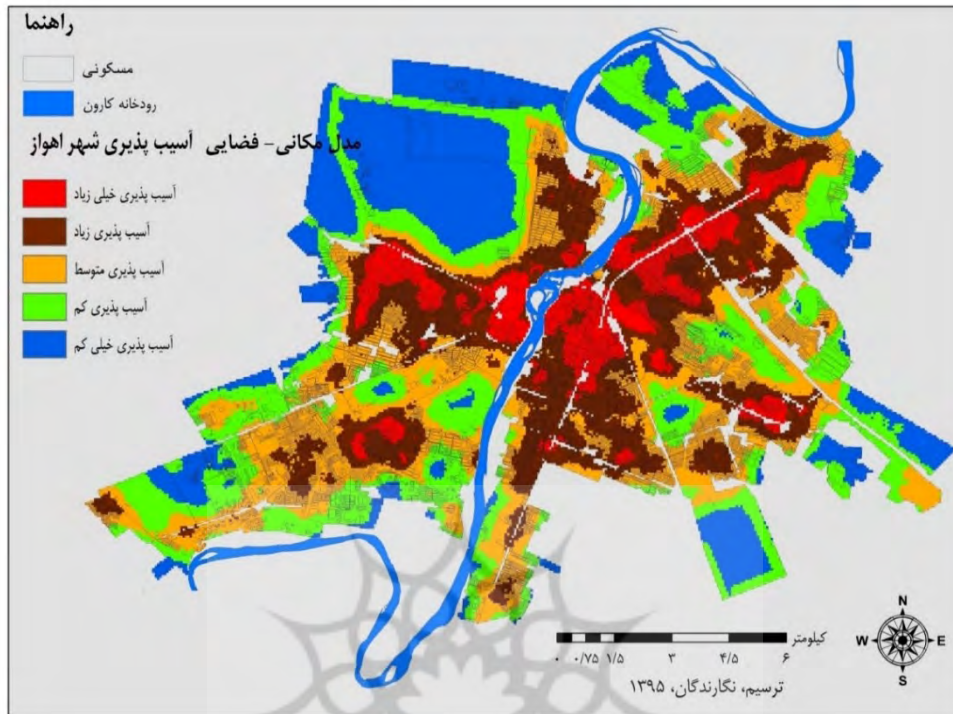 راهنما
مسکونی
رودخانه کارون
مدل مکانی- فضایی آسیب پذیری شهر اهواز
آسیب پذیری خیلی زیاد
آسیب پذیری زیاد
آسیب پذیری متوسط
آسیب پذیری کم
آسیب پذیری خیلی کم
N
W
E
S
کیلومتر
۰ ۰/۷۵ ۱/۵ ۳ ۴/۵ ۶
ترسیم، نگارندگان، ۱۳۹۵